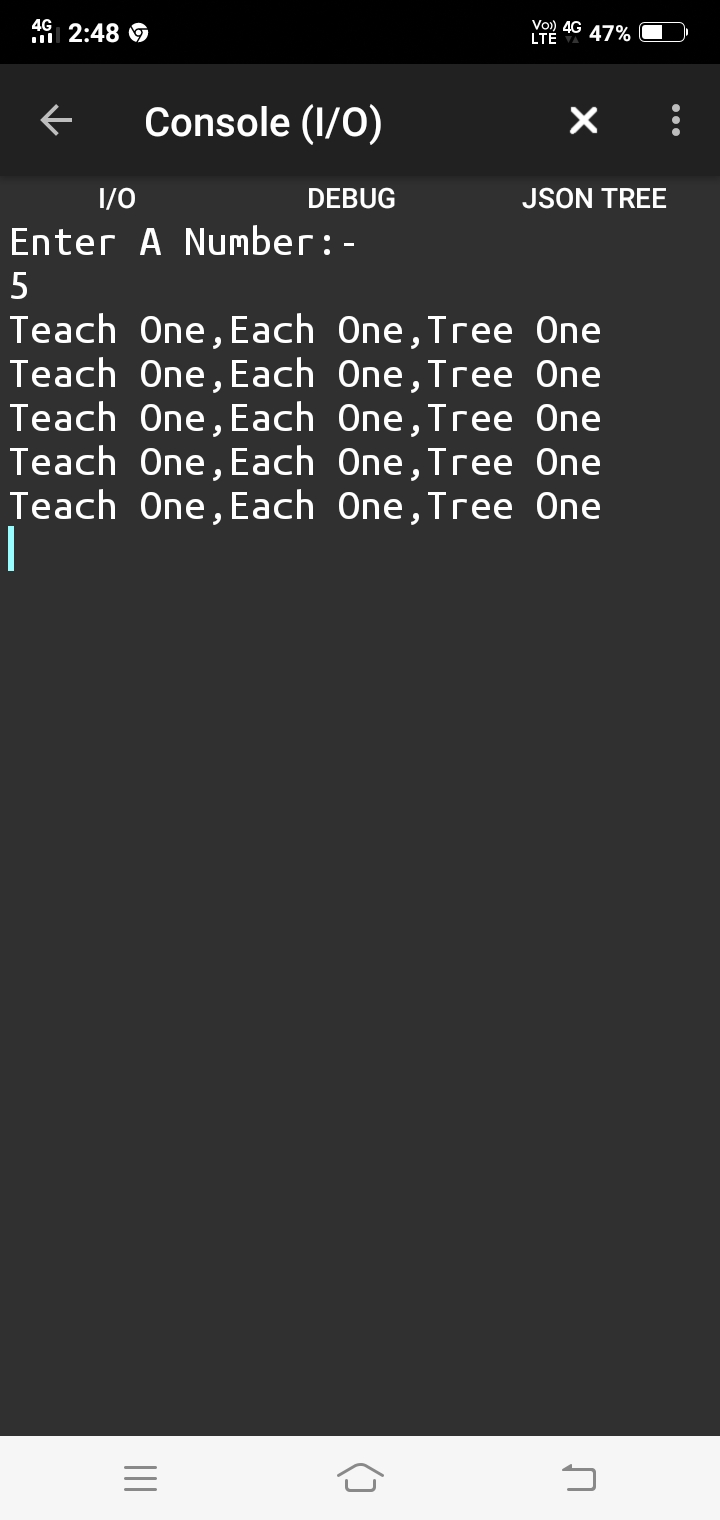 4G 2:48 Vo)) LTE 4G 47%
Console (I/O)
I/O DEBUG JSON TREE
Enter A Number:-
5
Teach One,Each One,Tree One
Teach One,Each One,Tree One
Teach One,Each One,Tree One
Teach One,Each One,Tree One
Teach One,Each One,Tree One